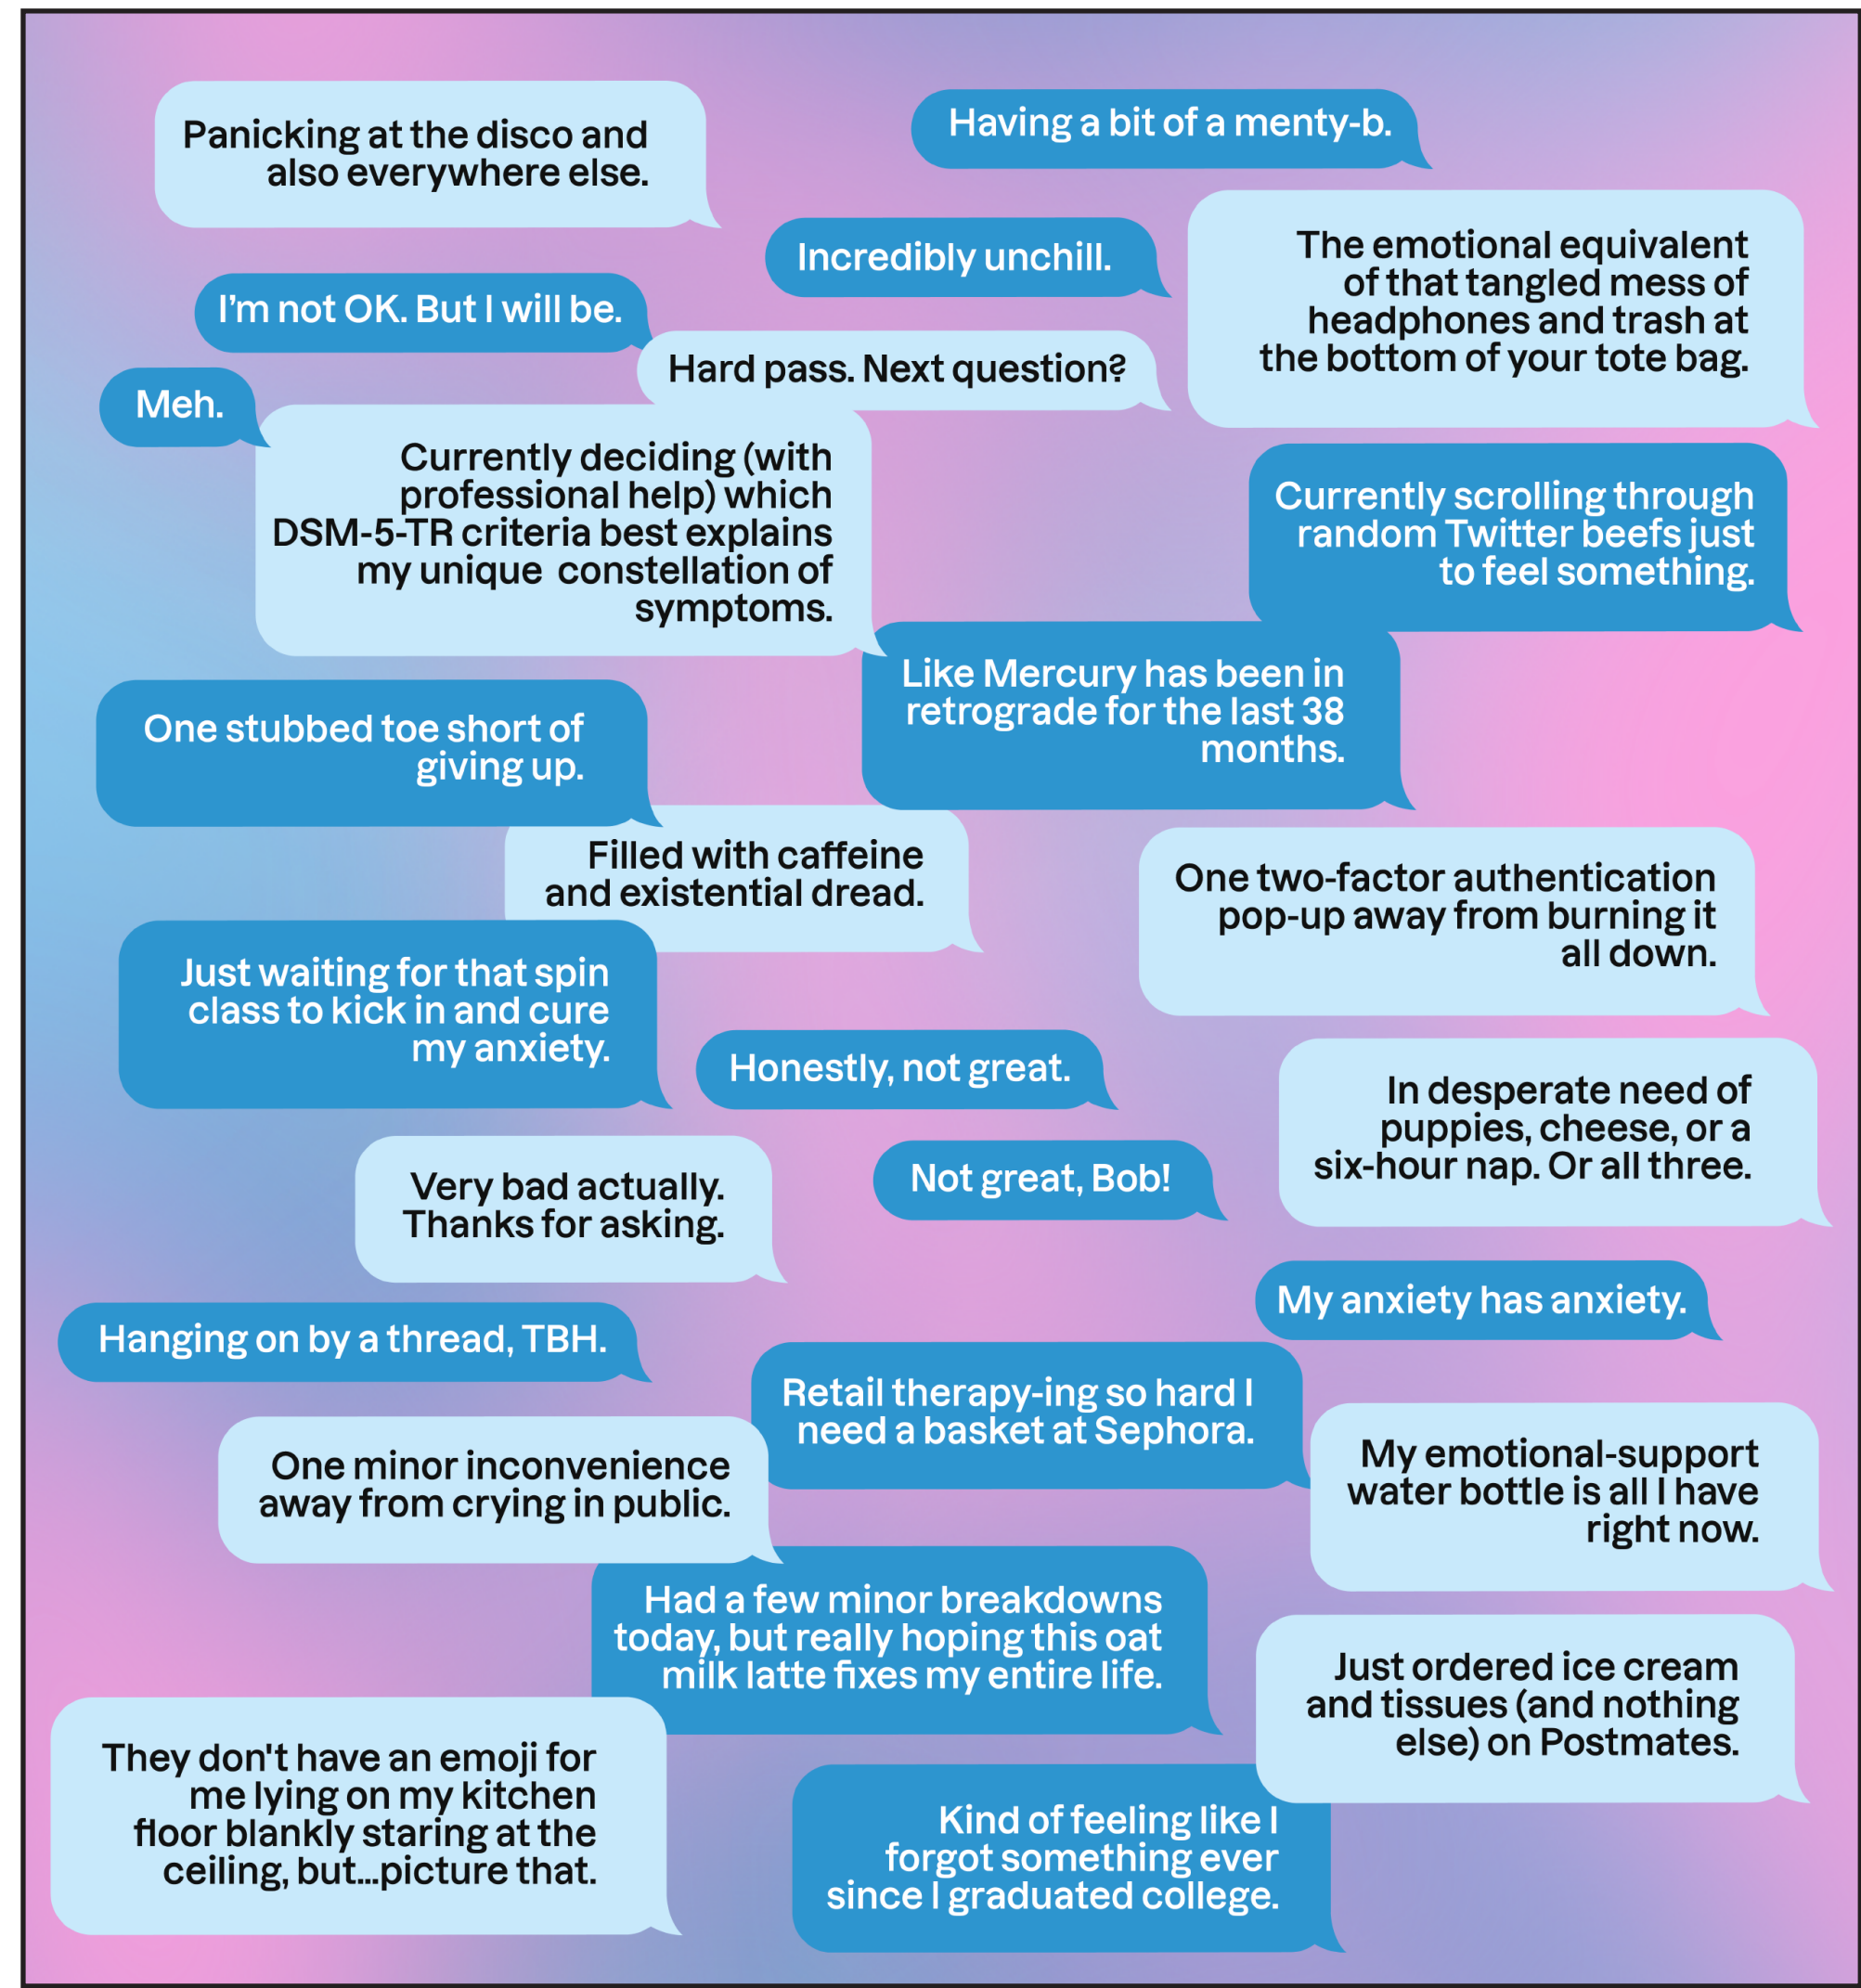 Panicking at the disco and
also everywhere else.
Having a bit of a menty-b.
Incredibly unchill.
The emotional equivalent
of that tangled mess of
headphones and trash at
the bottom of your tote bag.
I’m not OK. But I will be.
Hard pass. Next question?
Meh.
Currently deciding (with
professional help) which
DSM-5-TR criteria best explains
my unique  constellation of
symptoms.
Currently scrolling through
random Twitter beefs just
to feel something.
Like Mercury has been in
retrograde for the last 38
months.
One stubbed toe short of
giving up.
Filled with caffeine
and existential dread.
One two-factor authentication
pop-up away from burning it
all down.
Just waiting for that spin
class to kick in and cure
my anxiety.
Honestly, not great.
In desperate need of
puppies, cheese, or a
six-hour nap. Or all three.
Very bad actually.
Thanks for asking.
Not great, Bob!
My anxiety has anxiety.
Hanging on by a thread, TBH.
Retail therapy-ing so hard I
need a basket at Sephora.
One minor inconvenience
away from crying in public.
My emotional-support
water bottle is all I have
right now.
Had a few minor breakdowns
today, but really hoping this oat
milk latte fixes my entire life.
Just ordered ice cream
and tissues (and nothing
else) on Postmates.
They don't have an emoji for
me lying on my kitchen
floor blankly staring at the
ceiling, but...picture that.
Kind of feeling like I
forgot something ever
since I graduated college.